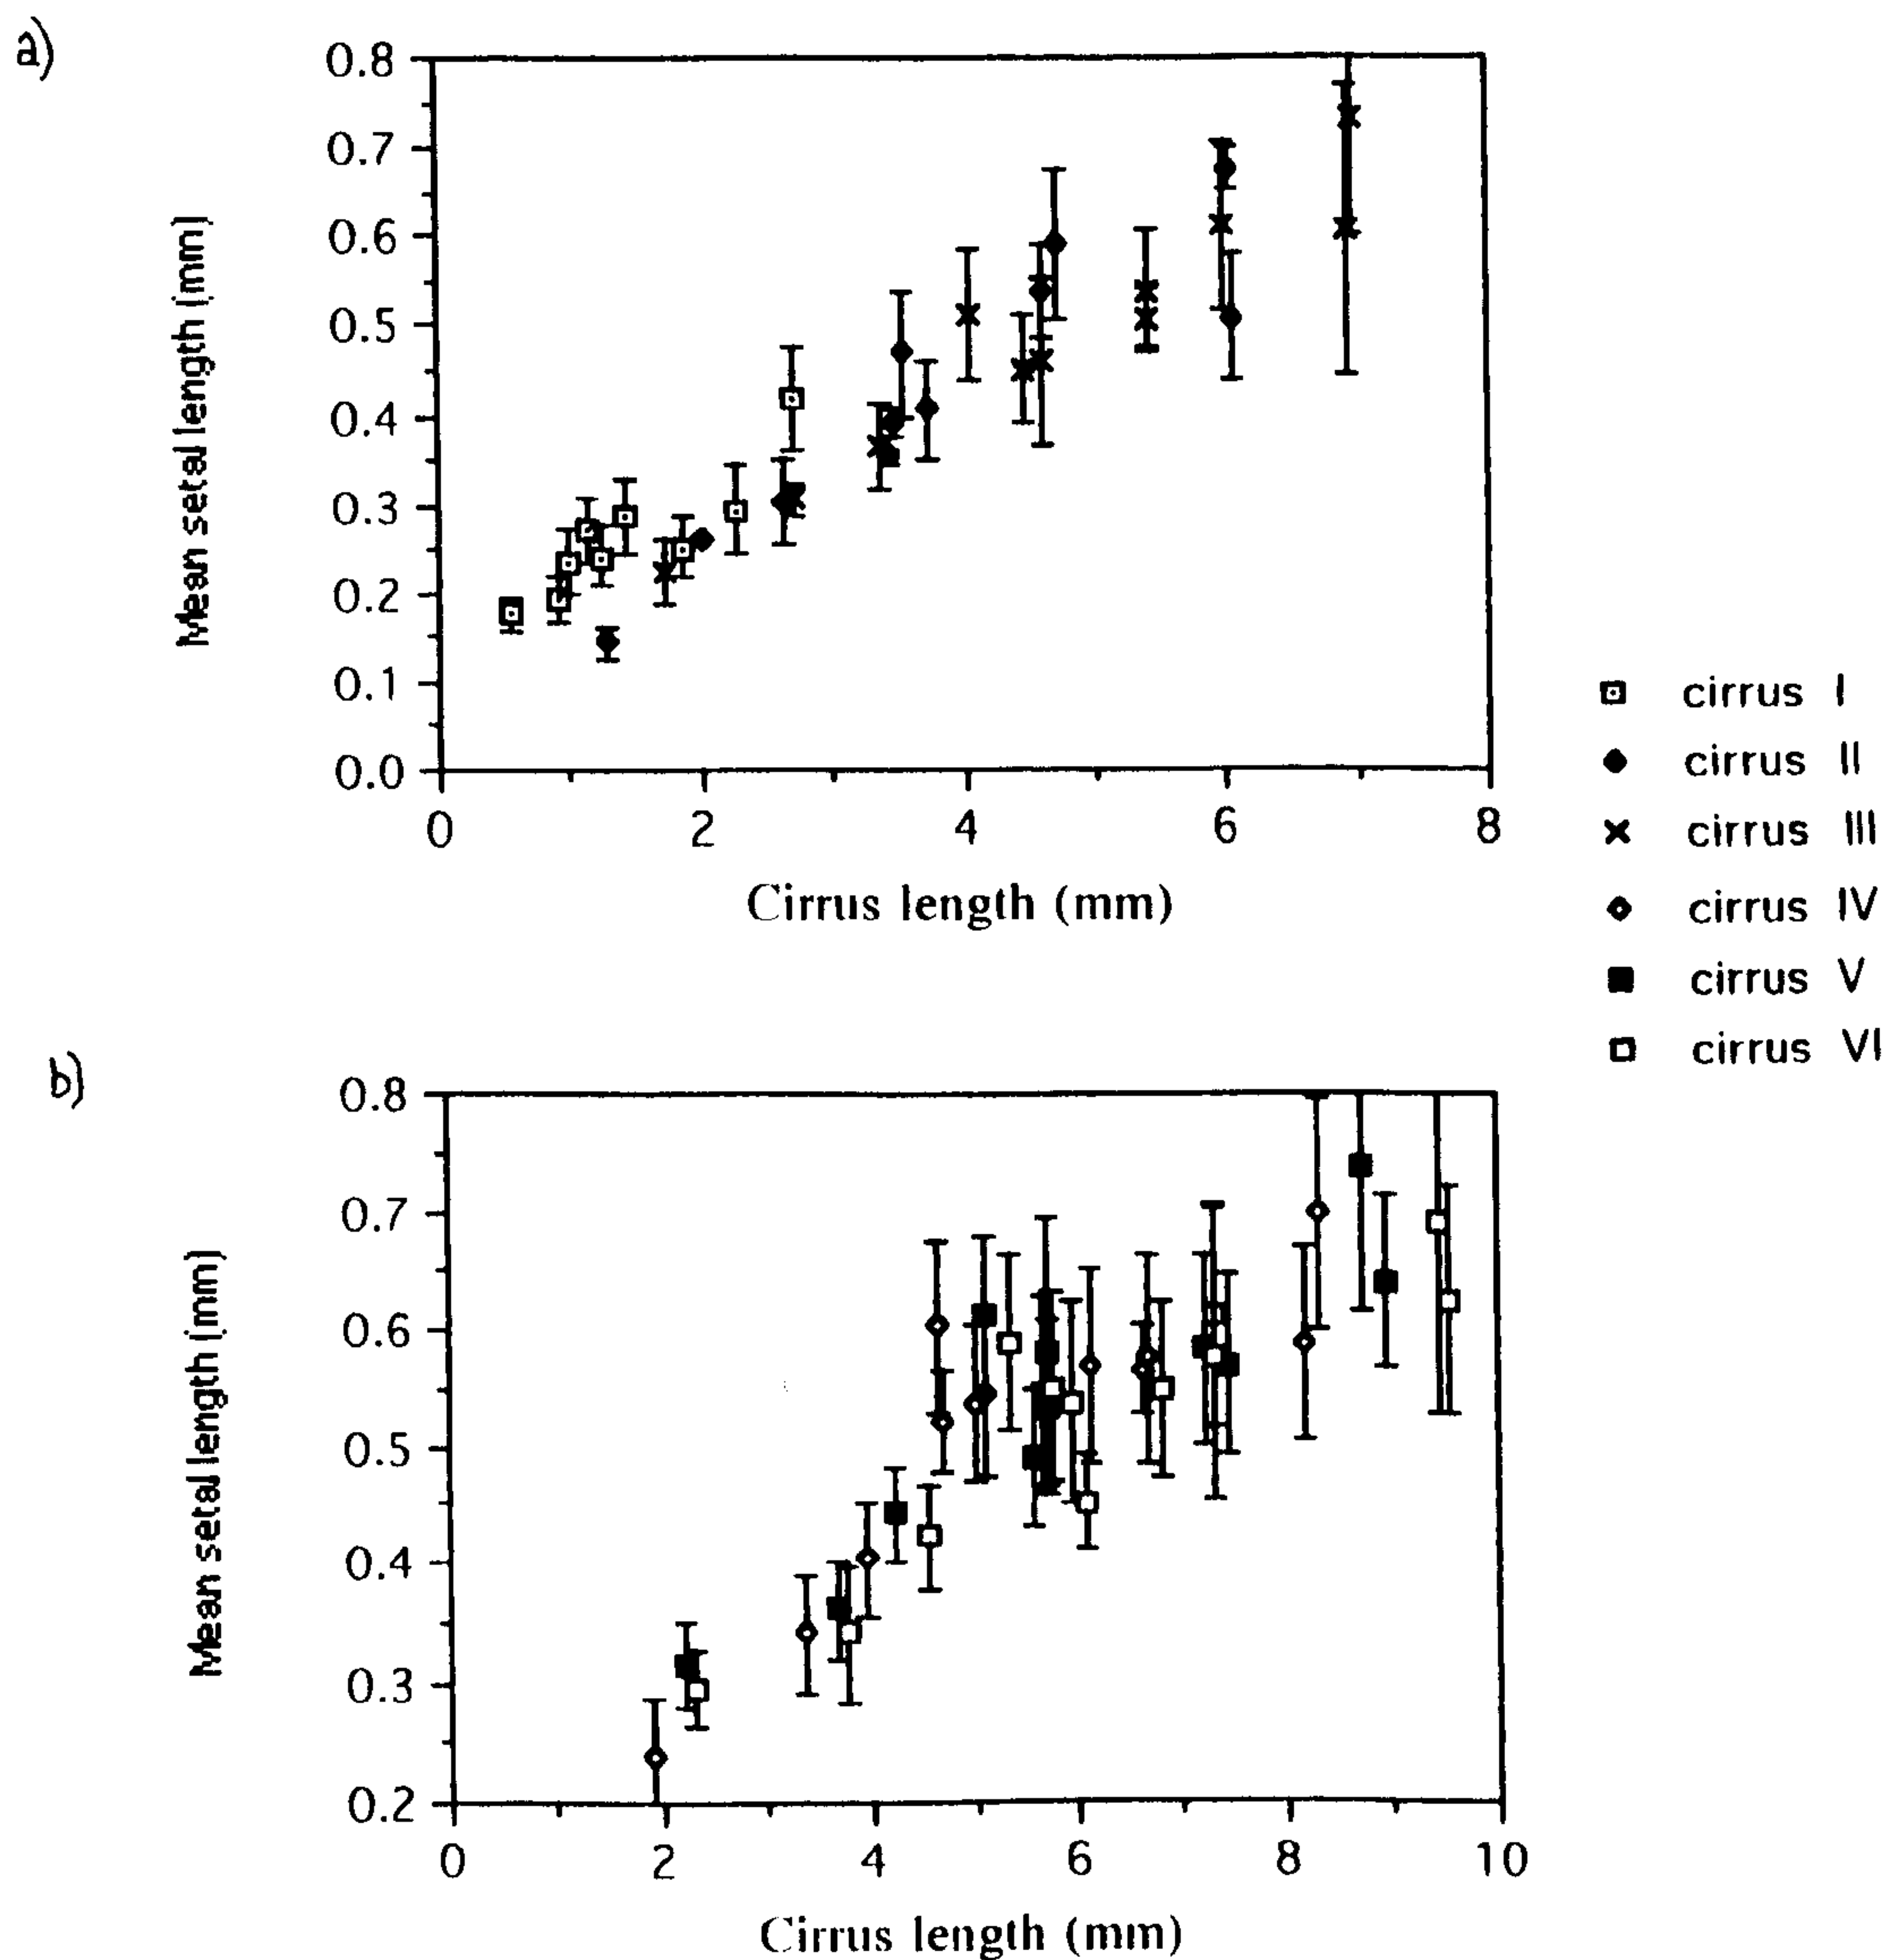 a)
0.8
0.7
0.6
0.5
0.4
0.3
0.2
0.1
0.0
Mean setal length (mm)
0 2 4 6 8
Cirrus length (mm)
cirrus I
cirrus II
cirrus III
cirrus IV
cirrus V
cirrus VI
b)
0.8
0.7
0.6
0.5
0.4
0.3
0.2
Mean setal length (mm)
0 2 4 6 8 10
Cirrus length (mm)